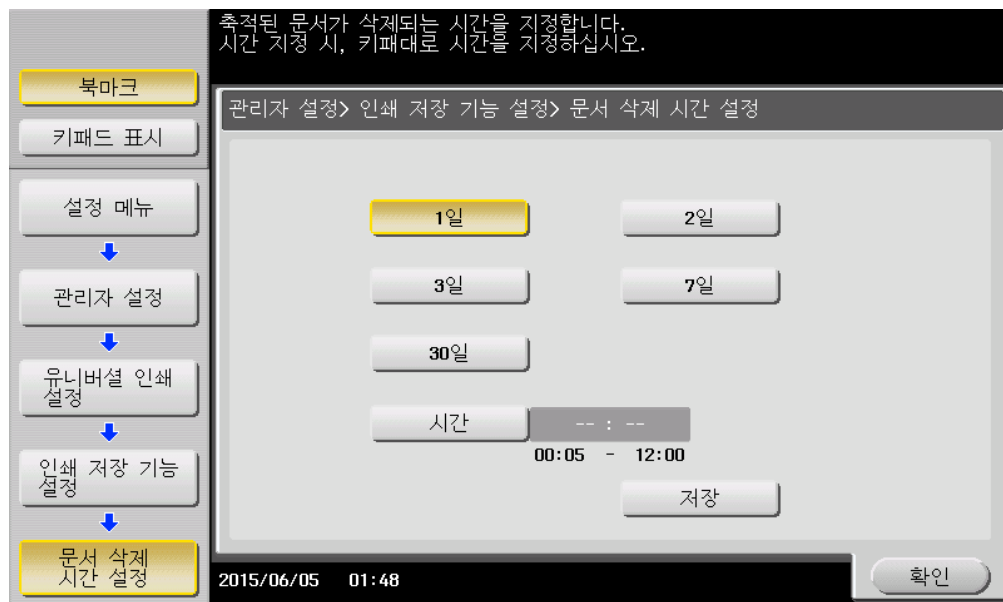 축적된 문서가 삭제되는 시간을 지정합니다.
시간 지정 시, 키패대로 시간을 지정하십시오.
북마크
키패드 표시
설정 메뉴
관리자 설정
유니버셜 인쇄
설정
인쇄 저장 기능
설정
문서 삭제
시간 설정
관리자 설정> 인쇄 저장 기능 설정> 문서 삭제 시간 설정
1일
2일
3일
7일
30일
시간
-- : --
00:05 - 12:00
저장
2015/06/05 01:48
확인